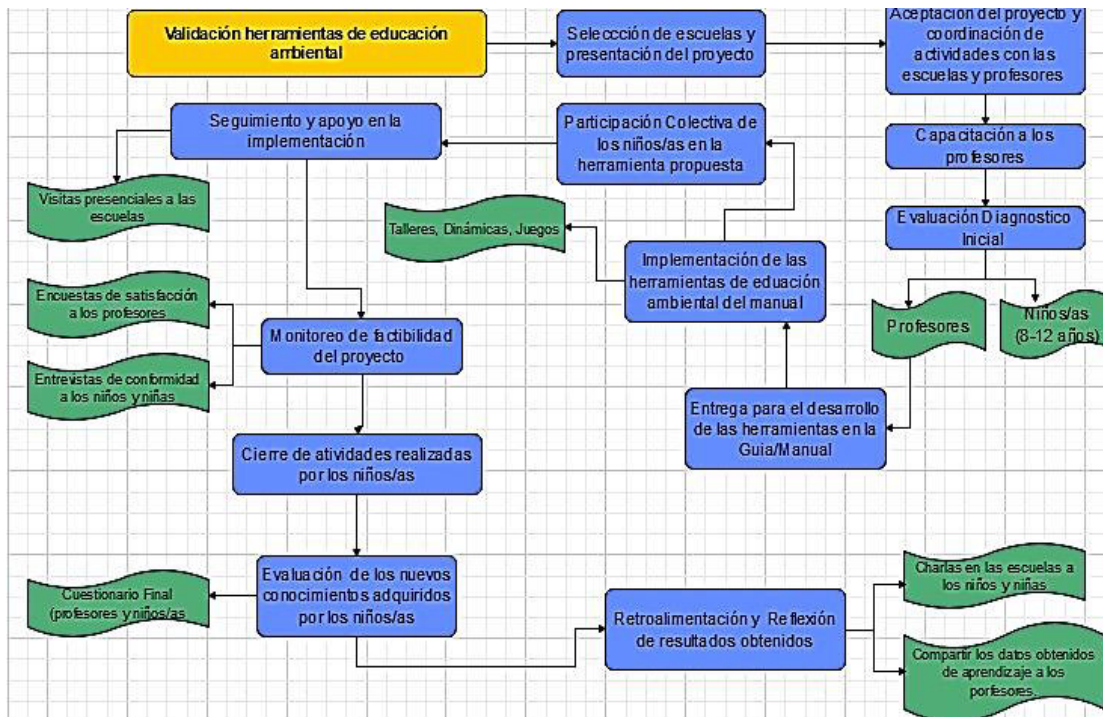 Validación herramientas de educación
ambiental
Seleccción de escuelas y
presentación del proyecto
Aceptación del proyecto y
coordinación de
actividades con las
escuelas y profesores
Capacitación a los
profesores
Evaluación Diagnostico
Inicial
Profesores
Niños/as
(8-12 años)
Entrega para el desarrollo
de las herramientas en la
Guia/Manual
Implementación de las
herramientas de eduación
ambiental del manual
Talleres, Dinámicas, Juegos
Participación Colectiva de
los niños/as en la
herramienta propuesta
Seguimiento y apoyo en la
implementación
Visitas presenciales a las
escuelas
Monitoreo de factibilidad
del proyecto
Encuestas de satisfacción
a los profesores
Entrevistas de conformidad
a los niños y niñas
Cierre de atividades realizadas
por los niños/as
Evaluación de los nuevos
conocimientos adquiridos
por los niños/as
Cuestionario Final
(profesores y niños/as
Retroalimentación y Reflexión
de resultados obtenidos
Charlas en las escuelas a
los niños y niñas
Compartir los datos obtenidos
de aprendizaje a los
porfesores.